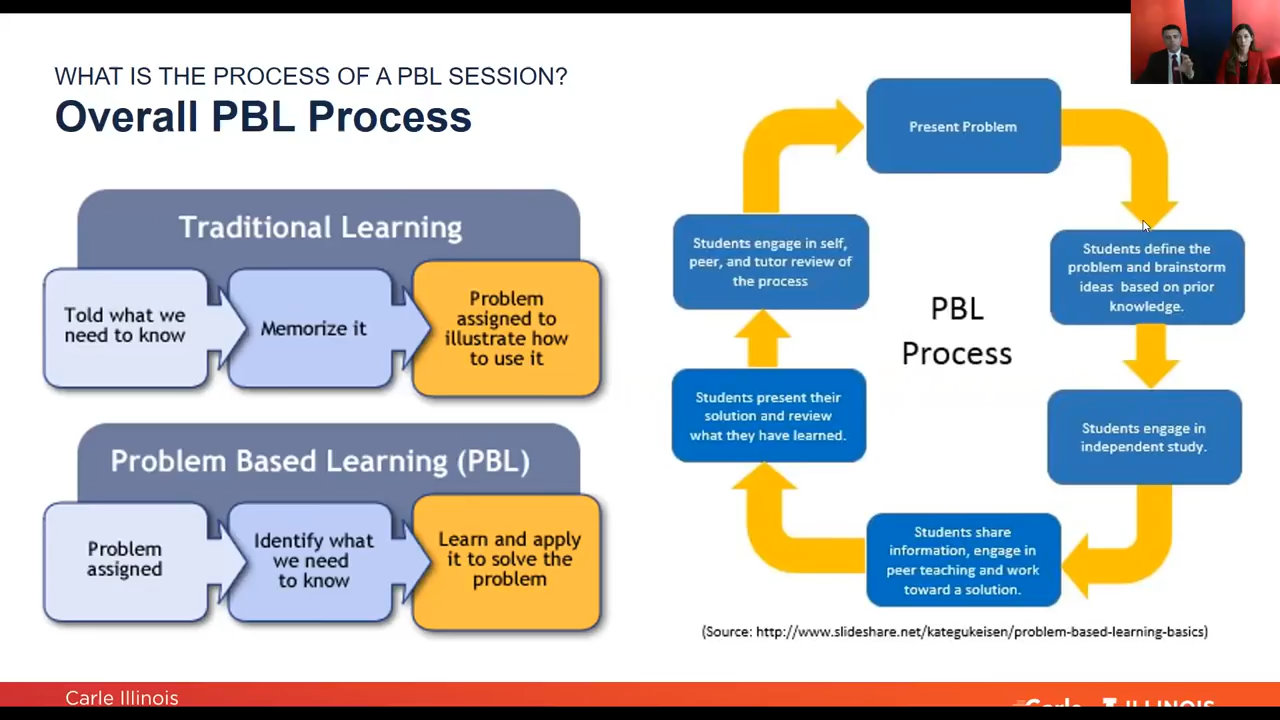 WHAT IS THE PROCESS OF A PBL SESSION?
Overall PBL Process
Traditional Learning
Told what we
need to know
Memorize it
Problem
assigned to
illustrate how
to use it
Problem Based Learning (PBL)
Problem
assigned
Identify what
we need
to know
Learn and apply
it to solve the
problem
Present Problem
Students define the
problem and brainstorm
ideas based on prior
knowledge.
Students engage in
independent study.
Students share
information, engage in
peer teaching and work
toward a solution.
Students present their
solution and review
what they have learned.
Students engage in self,
peer, and tutor review of
the process
PBL
Process
(Source: http://www.slideshare.net/kategukeisen/problem-based-learning-basics)
Carle Illinois
Carle
ILLINOIS